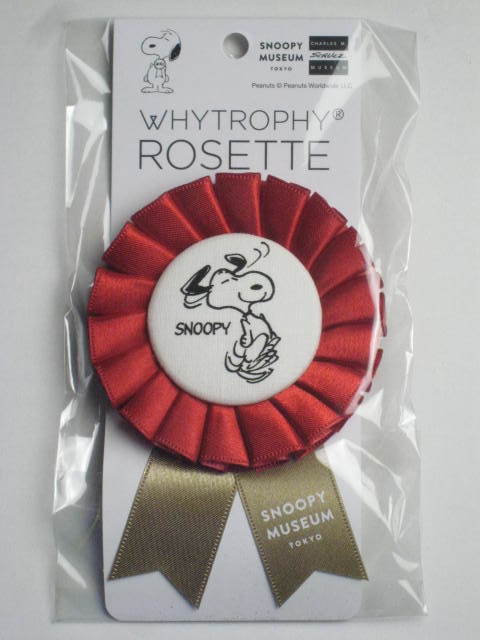 SNOOPY
MUSEUM
TOKYO
CHARLES M.
SCHULZ
MUSEUM
Peanuts © Peanuts Worldwide LLC
WHYTROPHY®
ROSETTE
SNOOPY
SNOOPY
MUSEUM
TOKYO